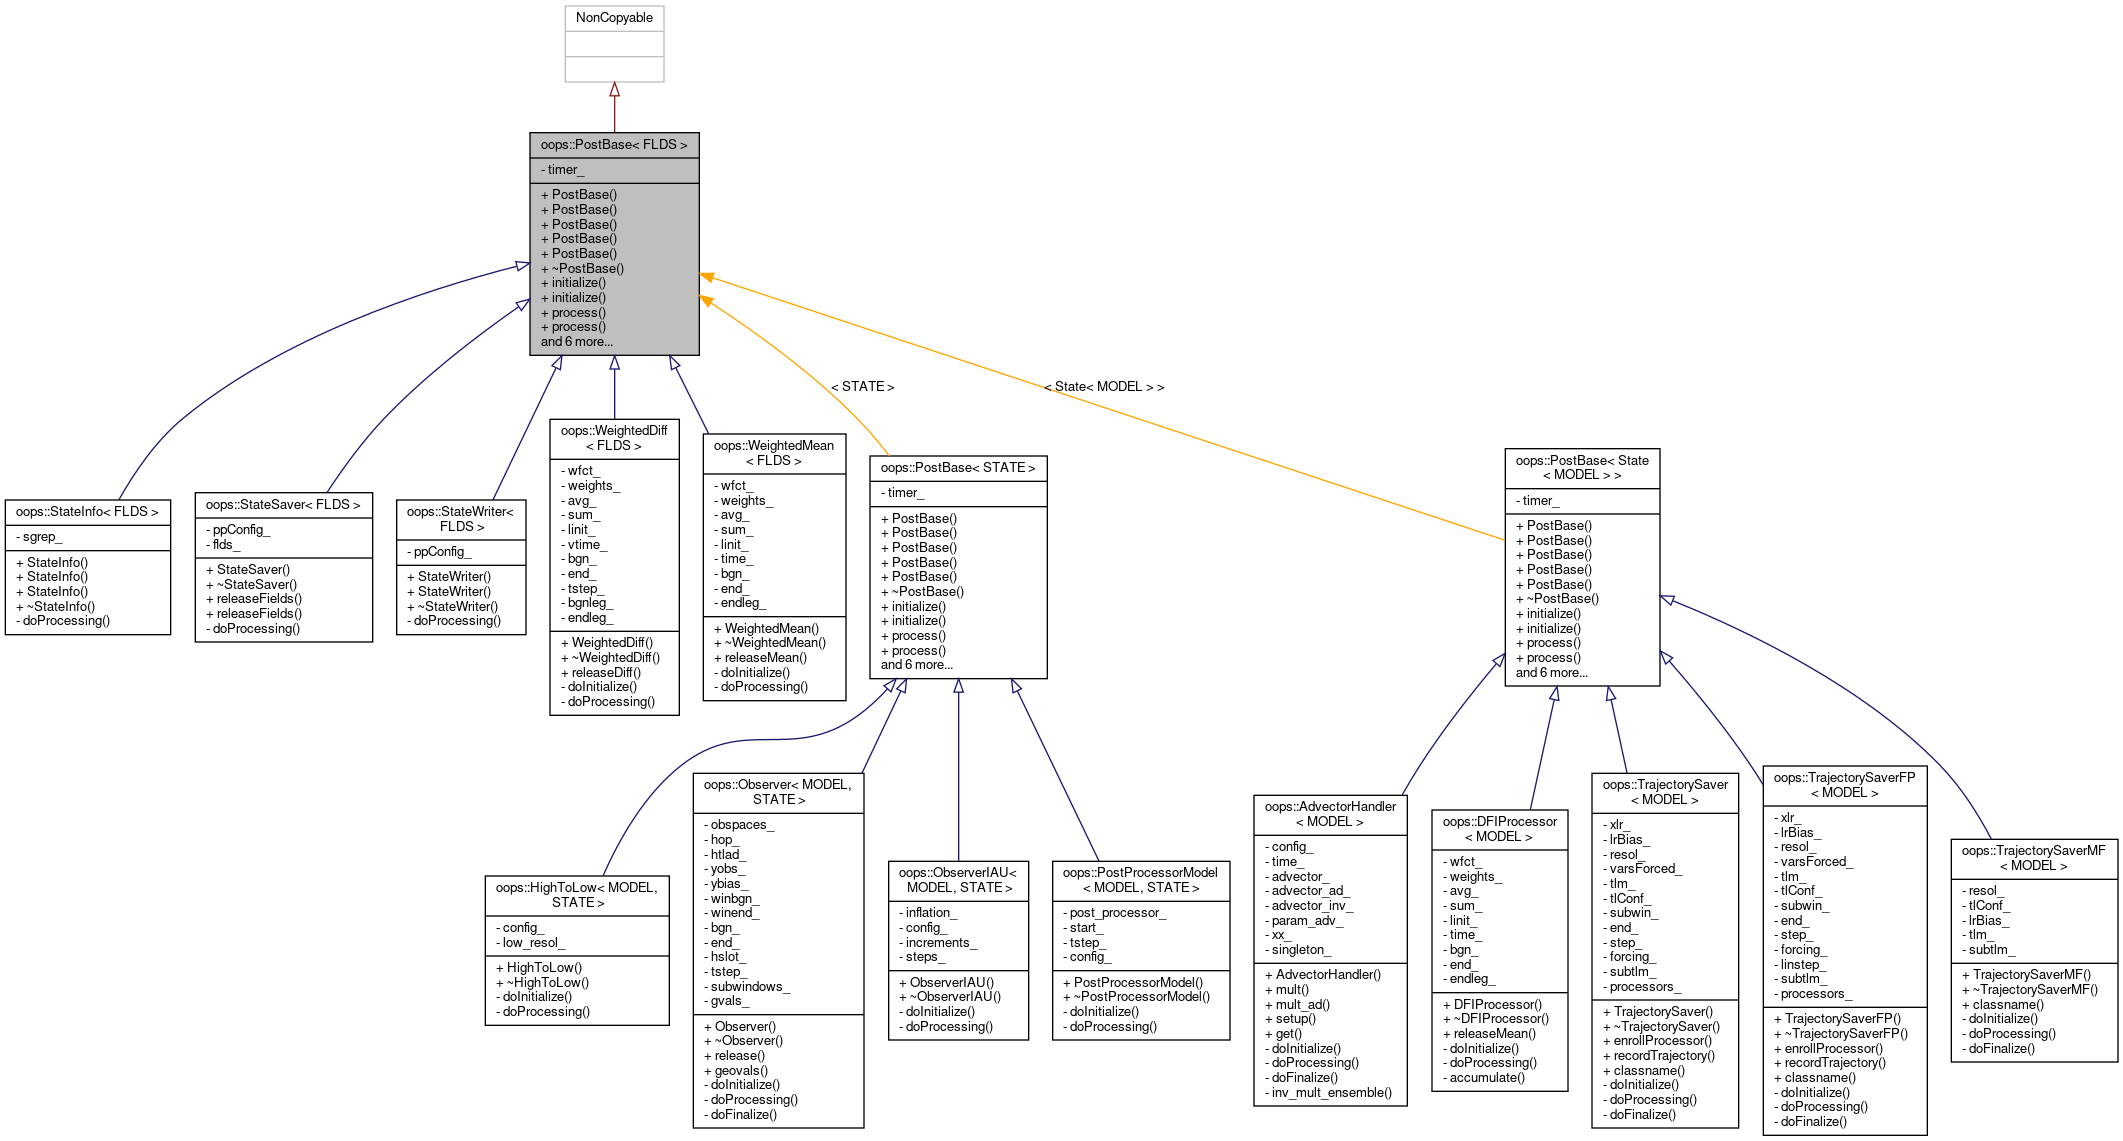 NonCopyable
oops::PostBase< FLDS >
- timer_
+ PostBase()
+ PostBase()
+ PostBase()
+ PostBase()
+ PostBase()
+ ~PostBase()
+ initialize()
+ initialize()
+ process()
+ process()
and 6 more...
< STATE >
< State< MODEL > >
oops::StateInfo< FLDS >
- sgrep_
+ StateInfo()
+ StateInfo()
+ StateInfo()
+ ~StateInfo()
- doProcessing()
oops::StateSaver< FLDS >
- ppConfig_
- flds_
+ StateSaver()
+ ~StateSaver()
+ releaseFields()
+ releaseFields()
- doProcessing()
oops::StateWriter<
FLDS >
- ppConfig_
+ StateWriter()
+ StateWriter()
+ ~StateWriter()
- doProcessing()
oops::WeightedDiff
< FLDS >
- wfct_
- weights_
- avg_
- sum_
- linit_
- vtime_
- bgn_
- end_
- tstep_
- bgnleg_
- endleg_
+ WeightedDiff()
+ ~WeightedDiff()
+ releaseDiff()
- doInitialize()
- doProcessing()
oops::WeightedMean
< FLDS >
- wfct_
- weights_
- avg_
- sum_
- linit_
- time_
- bgn_
- end_
- endleg_
+ WeightedMean()
+ ~WeightedMean()
+ releaseMean()
- doInitialize()
- doProcessing()
oops::PostBase< STATE >
- timer_
+ PostBase()
+ PostBase()
+ PostBase()
+ PostBase()
+ PostBase()
+ ~PostBase()
+ initialize()
+ initialize()
+ process()
+ process()
and 6 more...
oops::PostBase< State
< MODEL > >
- timer_
+ PostBase()
+ PostBase()
+ PostBase()
+ PostBase()
+ PostBase()
+ ~PostBase()
+ initialize()
+ initialize()
+ process()
+ process()
and 6 more...
oops::HighToLow< MODEL,
STATE >
- config_
- low_resol_
+ HighToLow()
+ ~HighToLow()
- doInitialize()
- doProcessing()
oops::Observer< MODEL,
STATE >
- obspaces_
- hop_
- htlad_
- yobs_
- ybias_
- winbgn_
- winend_
- bgn_
- end_
- hslot_
- tstep_
- subwindows_
- gvals_
+ Observer()
+ ~Observer()
+ release()
+ geovals()
- doInitialize()
- doProcessing()
- doFinalize()
oops::ObserverIAU<
MODEL, STATE >
- inflation_
- config_
- increments_
- steps_
+ ObserverIAU()
+ ~ObserverIAU()
- doInitialize()
- doProcessing()
oops::PostProcessorModel
< MODEL, STATE >
- post_processor_
- start_
- tstep_
- config_
+ PostProcessorModel()
+ ~PostProcessorModel()
- doInitialize()
- doProcessing()
oops::AdvectorHandler
< MODEL >
- config_
- time_
- advector_
- advector_ad_
- advector_inv_
- param_adv_
- xx_
- singleton_
+ AdvectorHandler()
+ mult()
+ mult_ad()
+ setup()
+ get()
- doInitialize()
- doProcessing()
- doFinalize()
- inv_mult_ensemble()
oops::DFIProcessor
< MODEL >
- wfct_
- weights_
- avg_
- sum_
- linit_
- time_
- bgn_
- end_
- endleg_
+ DFIProcessor()
+ ~DFIProcessor()
+ releaseMean()
- doInitialize()
- doProcessing()
- accumulate()
oops::TrajectorySaver
< MODEL >
- xlr_
- lrBias_
- resol_
- varsForced_
- tlm_
- tlConf_
- subwin_
- end_
- step_
- forcing_
- subtlm_
- processors_
+ TrajectorySaver()
+ ~TrajectorySaver()
+ enrollProcessor()
+ recordTrajectory()
+ classname()
- doInitialize()
- doProcessing()
- doFinalize()
oops::TrajectorySaverFP
< MODEL >
- xlr_
- lrBias_
- resol_
- varsForced_
- tlm_
- tlConf_
- subwin_
- end_
- step_
- forcing_
- linstep_
- subtlm_
- processors_
+ TrajectorySaverFP()
+ ~TrajectorySaverFP()
+ enrollProcessor()
+ recordTrajectory()
+ classname()
- doInitialize()
- doProcessing()
- doFinalize()
oops::TrajectorySaverMF
< MODEL >
- resol_
- tlConf_
- lrBias_
- tlm_
- subtlm_
+ TrajectorySaverMF()
+ ~TrajectorySaverMF()
+ classname()
- doInitialize()
- doProcessing()
- doFinalize()